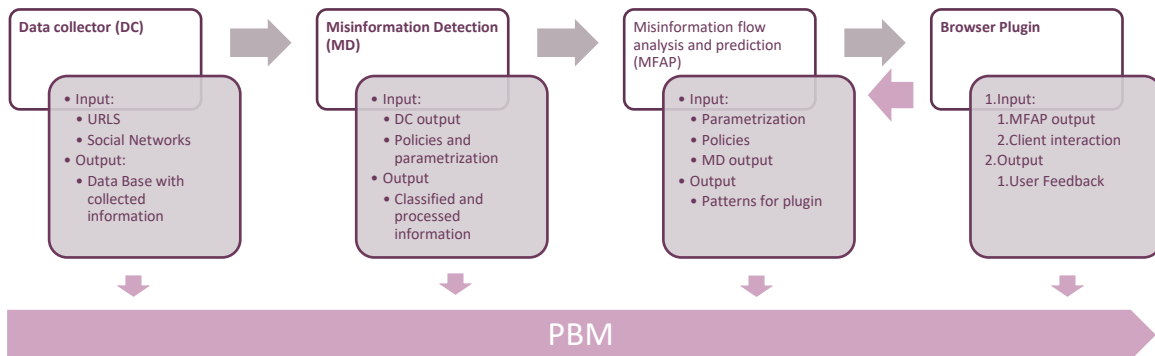 Data collector (DC)
• Input:
• URLS
• Social Networks
• Output:
• Data Base with
collected
information
Misinformation Detection
(MD)
• Input:
• DC output
• Policies and
parametrization
• Output
• Classified and
processed
information
Misinformation flow
analysis and prediction
(MFAP)
• Input:
• Parametrization
• Policies
• MD output
• Output
• Patterns for plugin
Browser Plugin
1.Input:
1.MFAP output
2.Client interaction
2.Output
1.User Feedback
PBM